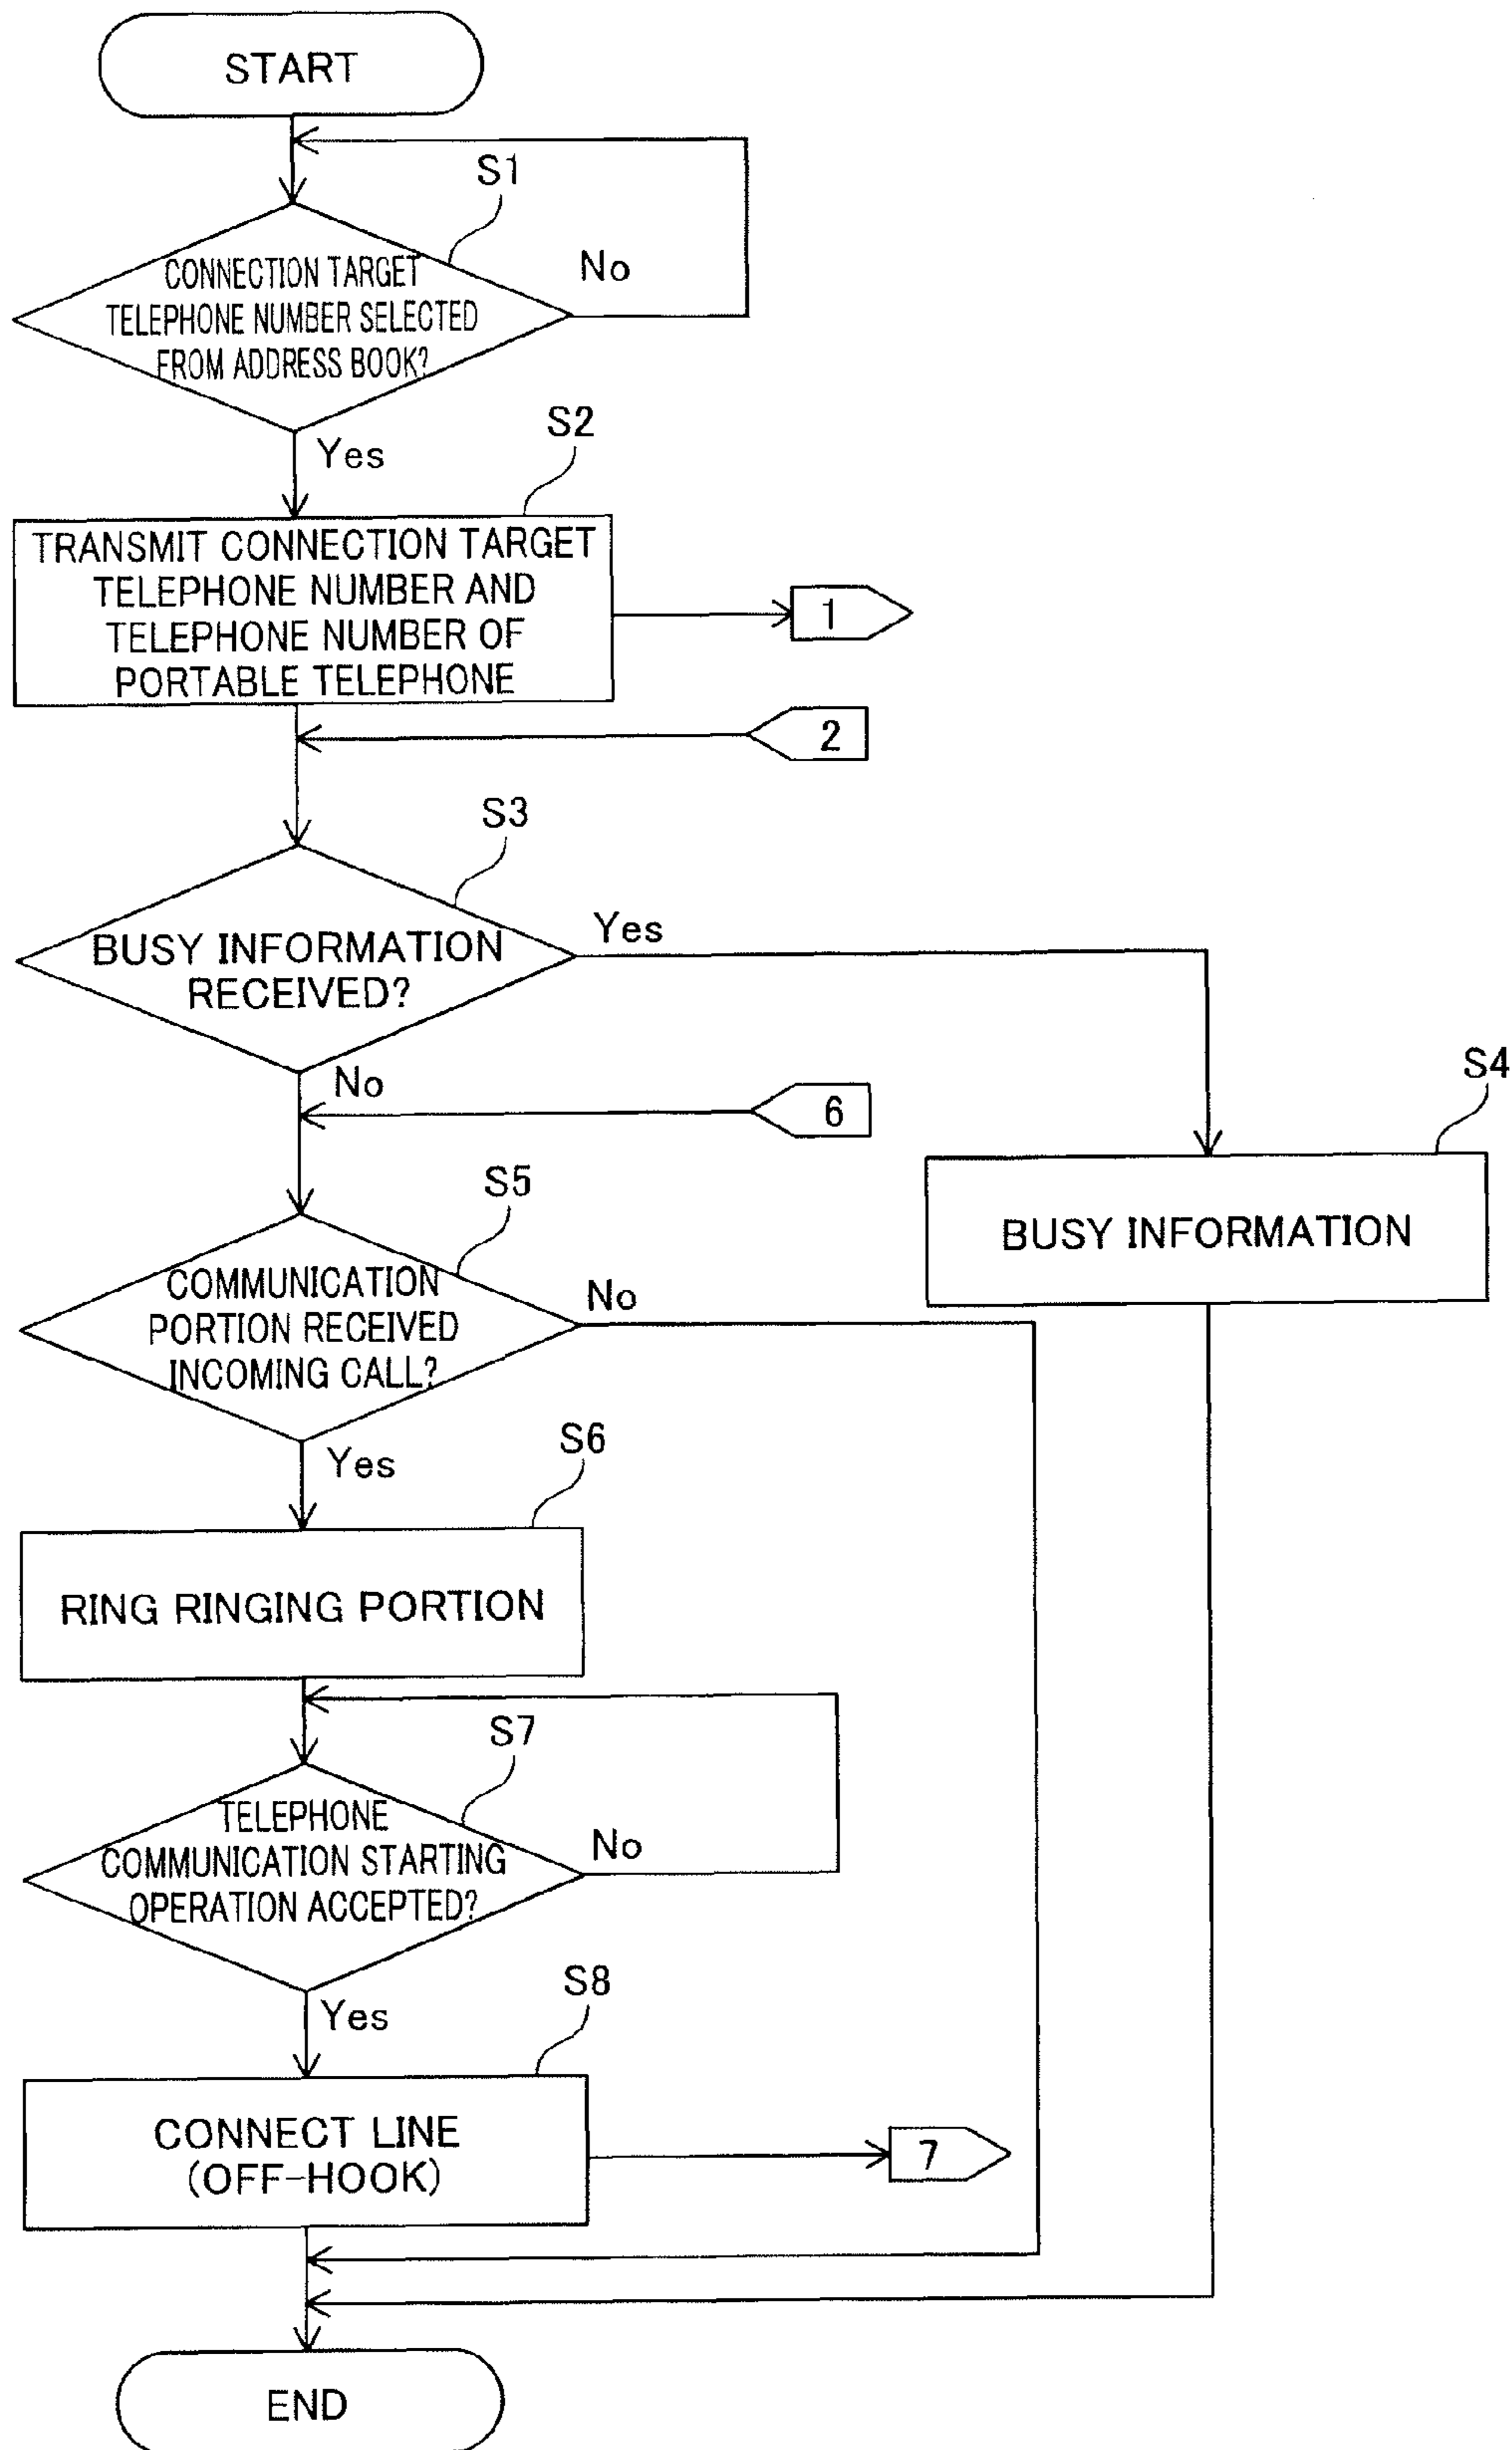 START
S1
CONNECTION TARGET
TELEPHONE NUMBER SELECTED
FROM ADDRESS BOOK?
No
Yes
S2
TRANSMIT CONNECTION TARGET
TELEPHONE NUMBER AND
TELEPHONE NUMBER OF
PORTABLE TELEPHONE
1
2
S3
BUSY INFORMATION
RECEIVED?
Yes
No
6
S4
BUSY INFORMATION
S5
COMMUNICATION
PORTION RECEIVED
INCOMING CALL?
No
Yes
S6
RING RINGING PORTION
S7
TELEPHONE
COMMUNICATION STARTING
OPERATION ACCEPTED?
No
Yes
S8
CONNECT LINE
(OFF-HOOK)
7
END